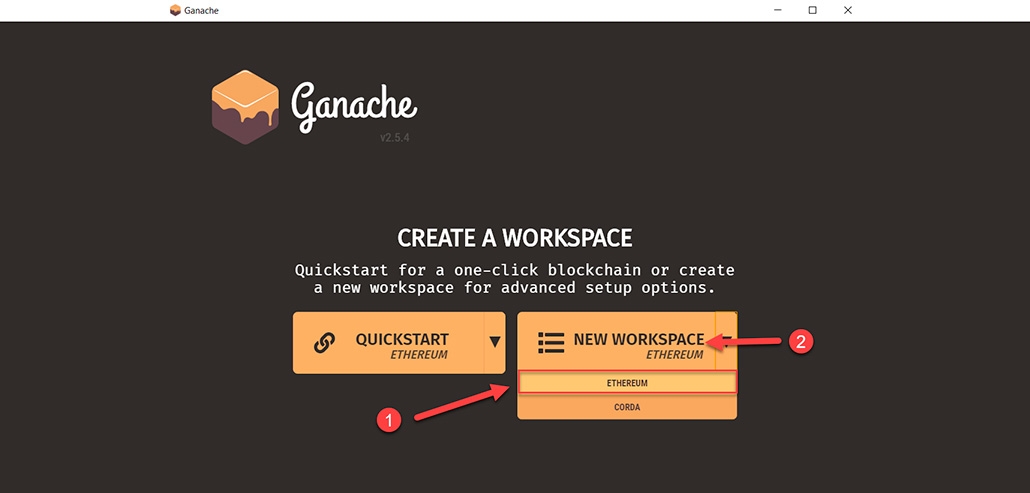 Ganache
Ganache
v2.5.4
CREATE A WORKSPACE
Quickstart for a one-click blockchain or create
a new workspace for advanced setup options.
QUICKSTART
ETHEREUM
NEW WORKSPACE
ETHEREUM
2
ETHEREUM
CORDA
1